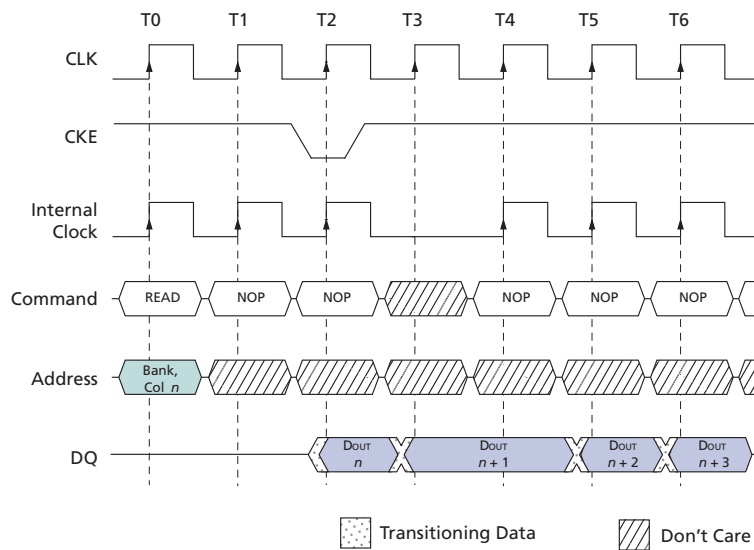 T0 T1 T2 T3 T4 T5 T6
CLK
CKE
Internal
Clock
Command READ NOP NOP NOP NOP NOP
Address Bank,
Col n
DQ DOUT DOUT DOUT DOUT
n n + 1 n + 2 n + 3
Transitioning Data Don't Care